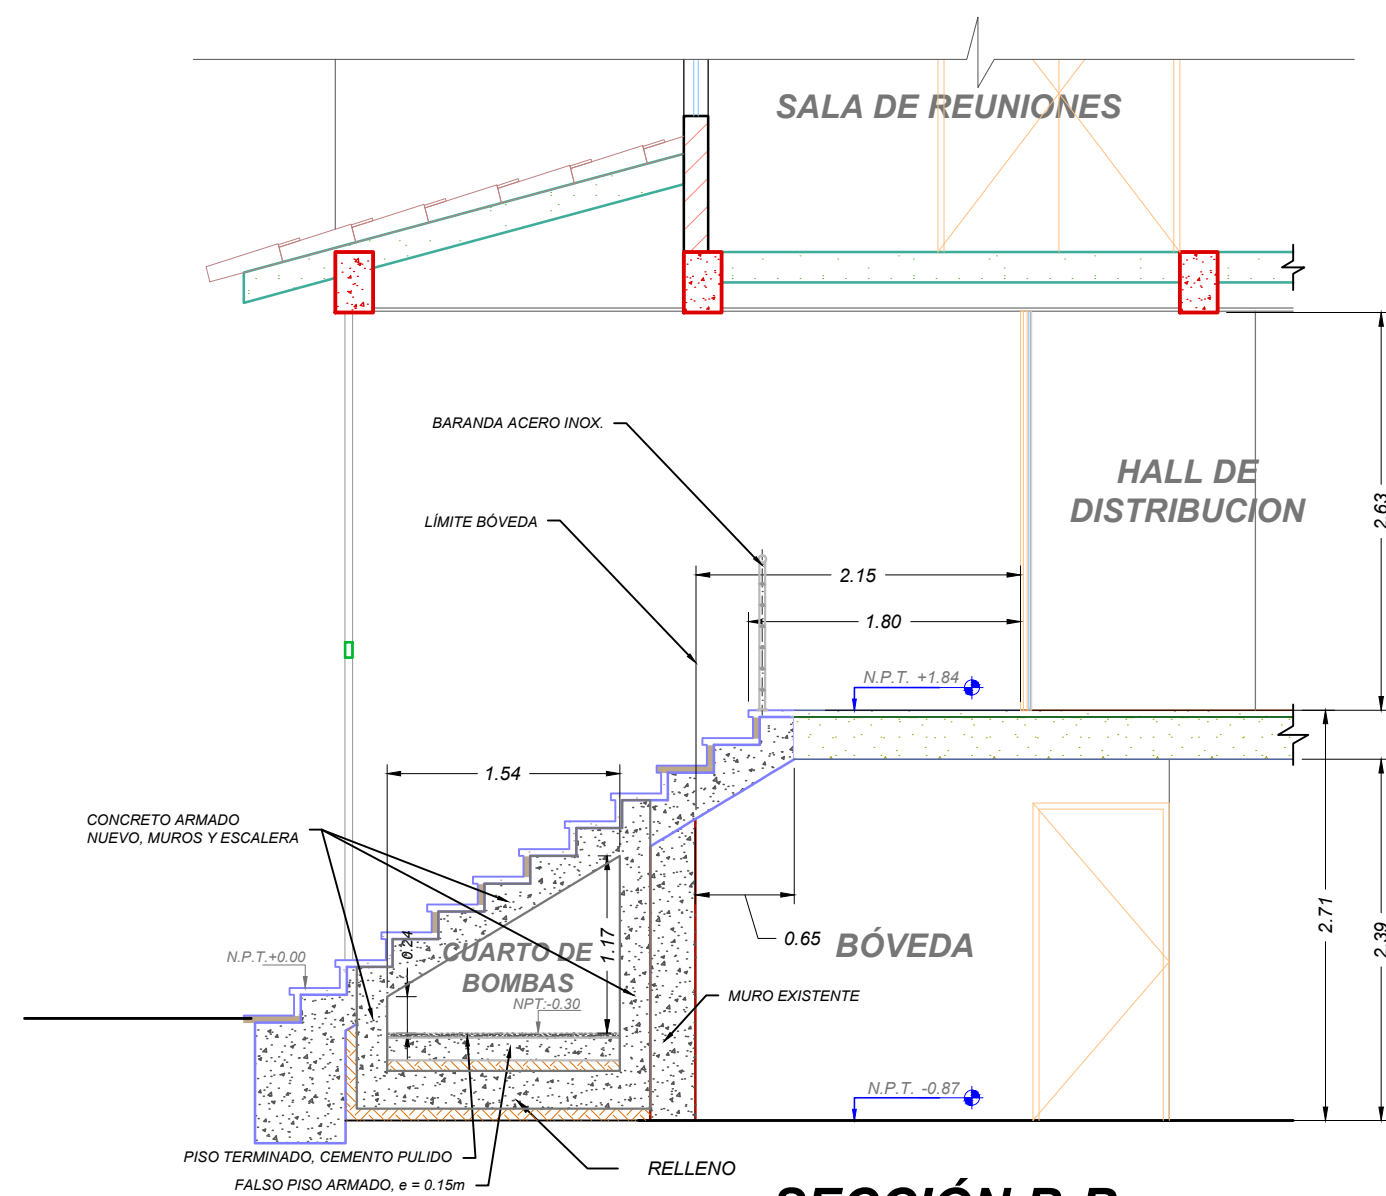 SALA DE REUNIONES
BARANDA ACERO INOX.
HALL DE
DISTRIBUCION
2.63
LÍMITE BÓVEDA
2.15
1.80
N.P.T. +1.84
1.54
CONCRETO ARMADO
NUEVO, MUROS Y ESCALERA
2.71
2.39
0.65
BÓVEDA
0.24
1.17
CUARTO DE
BOMBAS
N.P.T.+0.00
NPT:-0.30
MURO EXISTENTE
N.P.T. -0.87
PISO TERMINADO, CEMENTO PULIDO
RELLENO
FALSO PISO ARMADO, e = 0.15m
SECCIÓN B-B